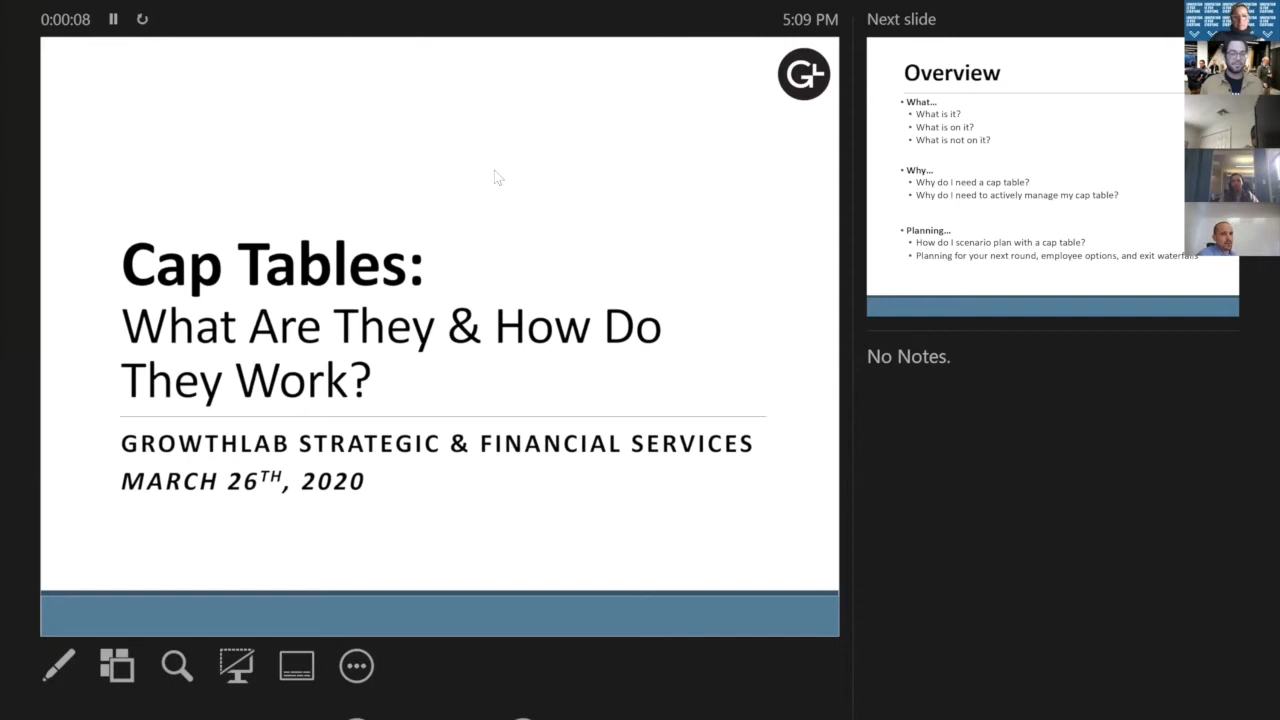 0:00:08
5:09 PM
Next slide
GL
Cap Tables:
What Are They & How Do
They Work?
GROWTHLAB STRATEGIC & FINANCIAL SERVICES
MARCH 26TH, 2020
Overview
• What...
• What is it?
• What is on it?
• What is not on it?
• Why...
• Why do I need a cap table?
• Why do I need to actively manage my cap table?
• Planning...
• How do I scenario plan with a cap table?
• Planning for your next round, employee options, and exit waterfalls
No Notes.